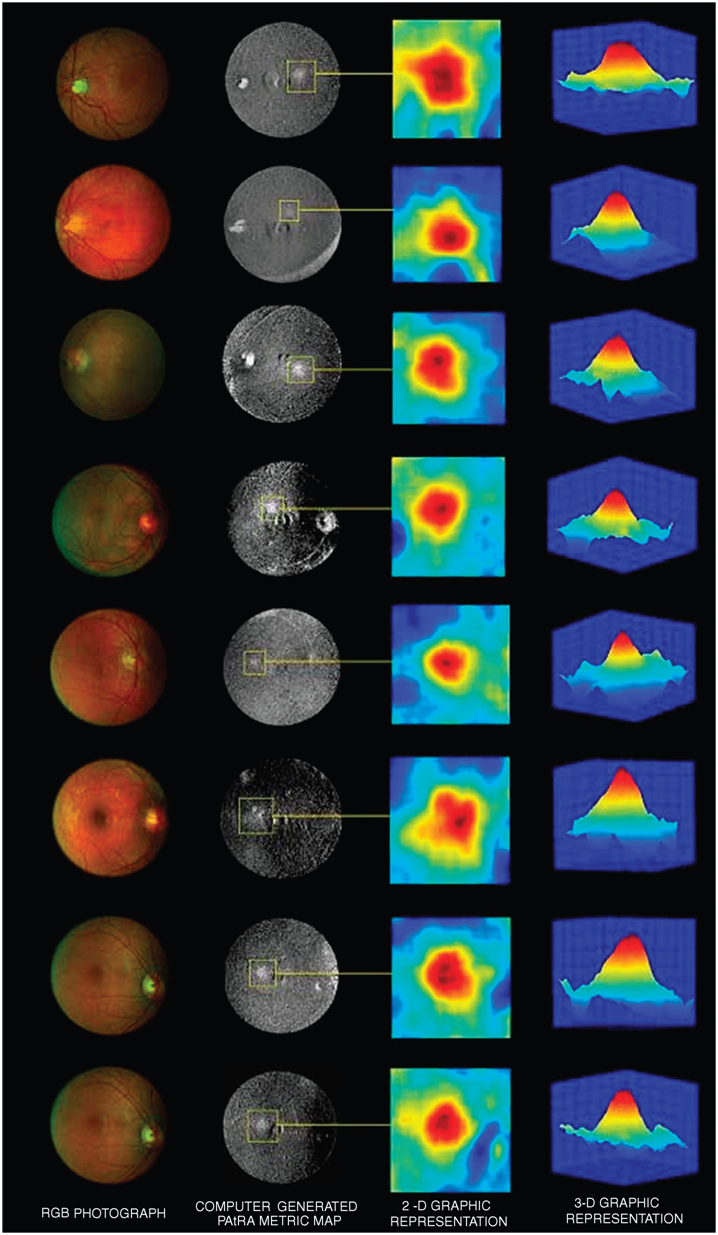 RGB PHOTOGRAPH
COMPUTER GENERATED
PAtRA METRIC MAP
2 -D GRAPHIC
REPRESENTATION
3-D GRAPHIC
REPRESENTATION